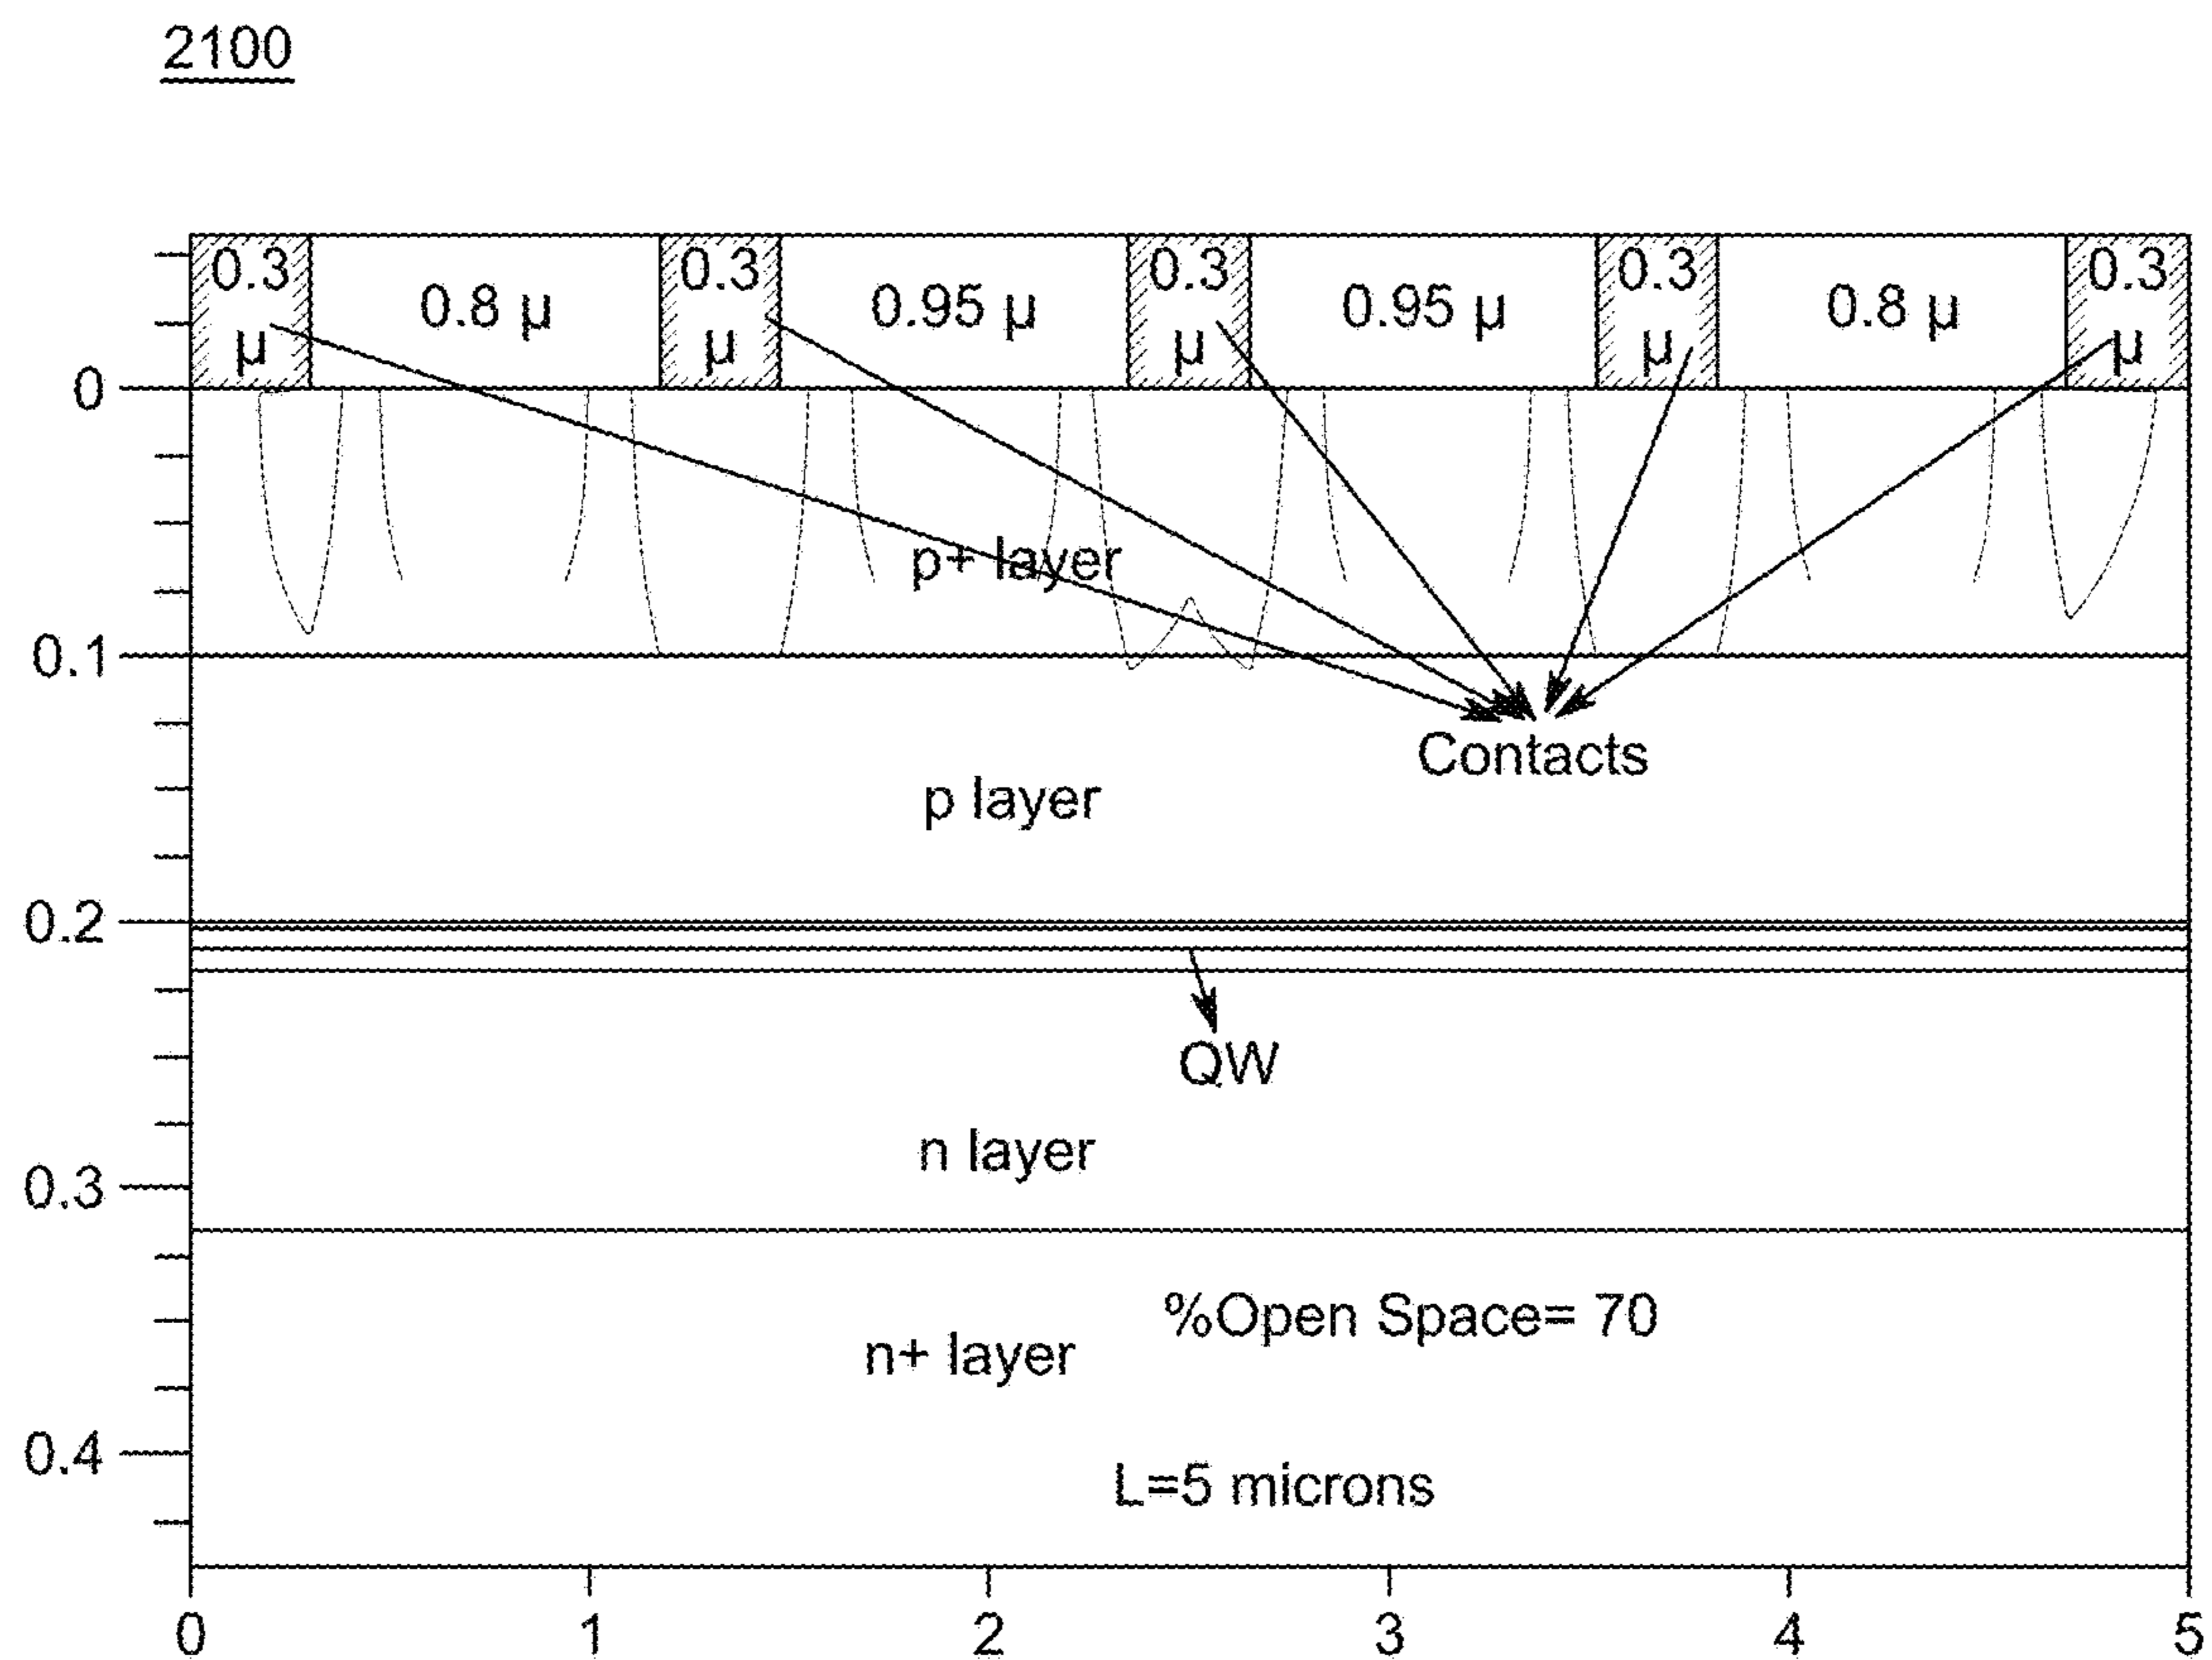 2100
0.3 μ 0.8 μ 0.3 μ 0.95 μ 0.3 μ 0.95 μ 0.3 μ 0.8 μ 0.3 μ
0
p+ layer
0.1
Contacts
p layer
0.2
QW
n layer
0.3
%Open Space= 70
n+ layer
0.4
L=5 microns
0 1 2 3 4 5